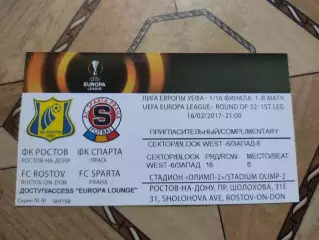 UEFA
EUROPA
LEAGUE
ЛИГА ЕВРОПЫ УЕФА - 1/16 ФИНАЛА - 1-Й МАТЧ
UEFA EUROPA LEAGUE - ROUND OF 32-1ST LEG
16/02/2017-21:00
AC SPARTA PRAHA
FOTBAL
ПРИГЛАСИТЕЛЬНЫЙ/COMPLIMENTARY
ФК РОСТОВ
РОСТОВ-НА-ДОНУ
ФК СПАРТА
ПРАГА
СЕКТОР/BLOCK WEST-6/ЗАПАД-6
СЕКТОР/BLOCK РЯД/ROW МЕСТО/SEAT
WEST-6/ЗАПАД 16 8
FC ROSTOV
ROSTOV-ON-DON
FC SPARTA
PRAHA
СТАДИОН «ОЛИМП-2»/STADIUM OLIMP-2
ДОСТУП/ACCESS "EUROPA LOUNGE"
РОСТОВ-НА-ДОНУ, ПР. ШОЛОХОВА, 31Е
31, SHOLOHOVA AVE., ROSTOV-ON-DON